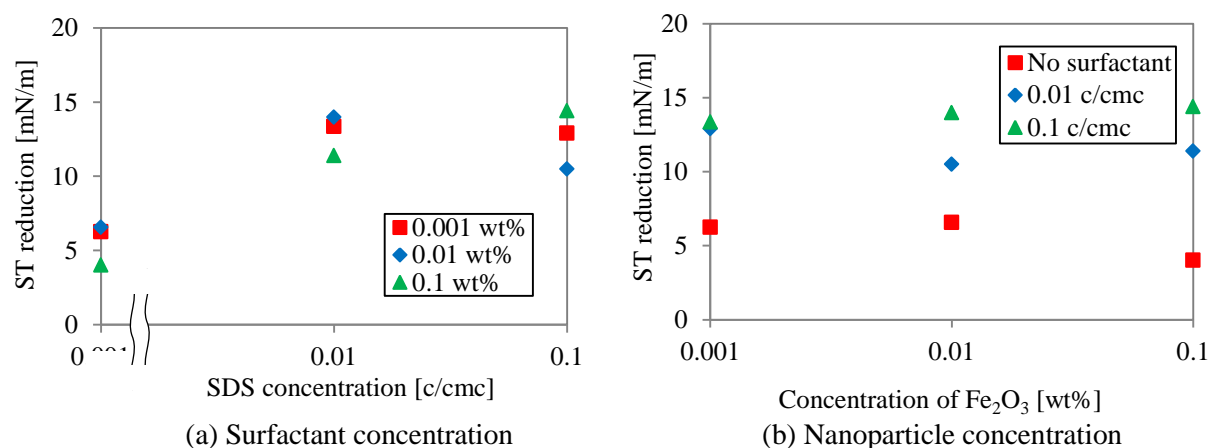 20
15
10
5
0
ST reduction [mN/m]
0.001 wt%
0.01 wt%
0.1 wt%
0.01
0.1
SDS concentration [c/cmc]
(a) Surfactant concentration
20
15
10
5
0
ST reduction [mN/m]
No surfactant
0.01 c/cmc
0.1 c/cmc
0.001
0.01
0.1
Concentration of Fe₂O₃ [wt%]
(b) Nanoparticle concentration